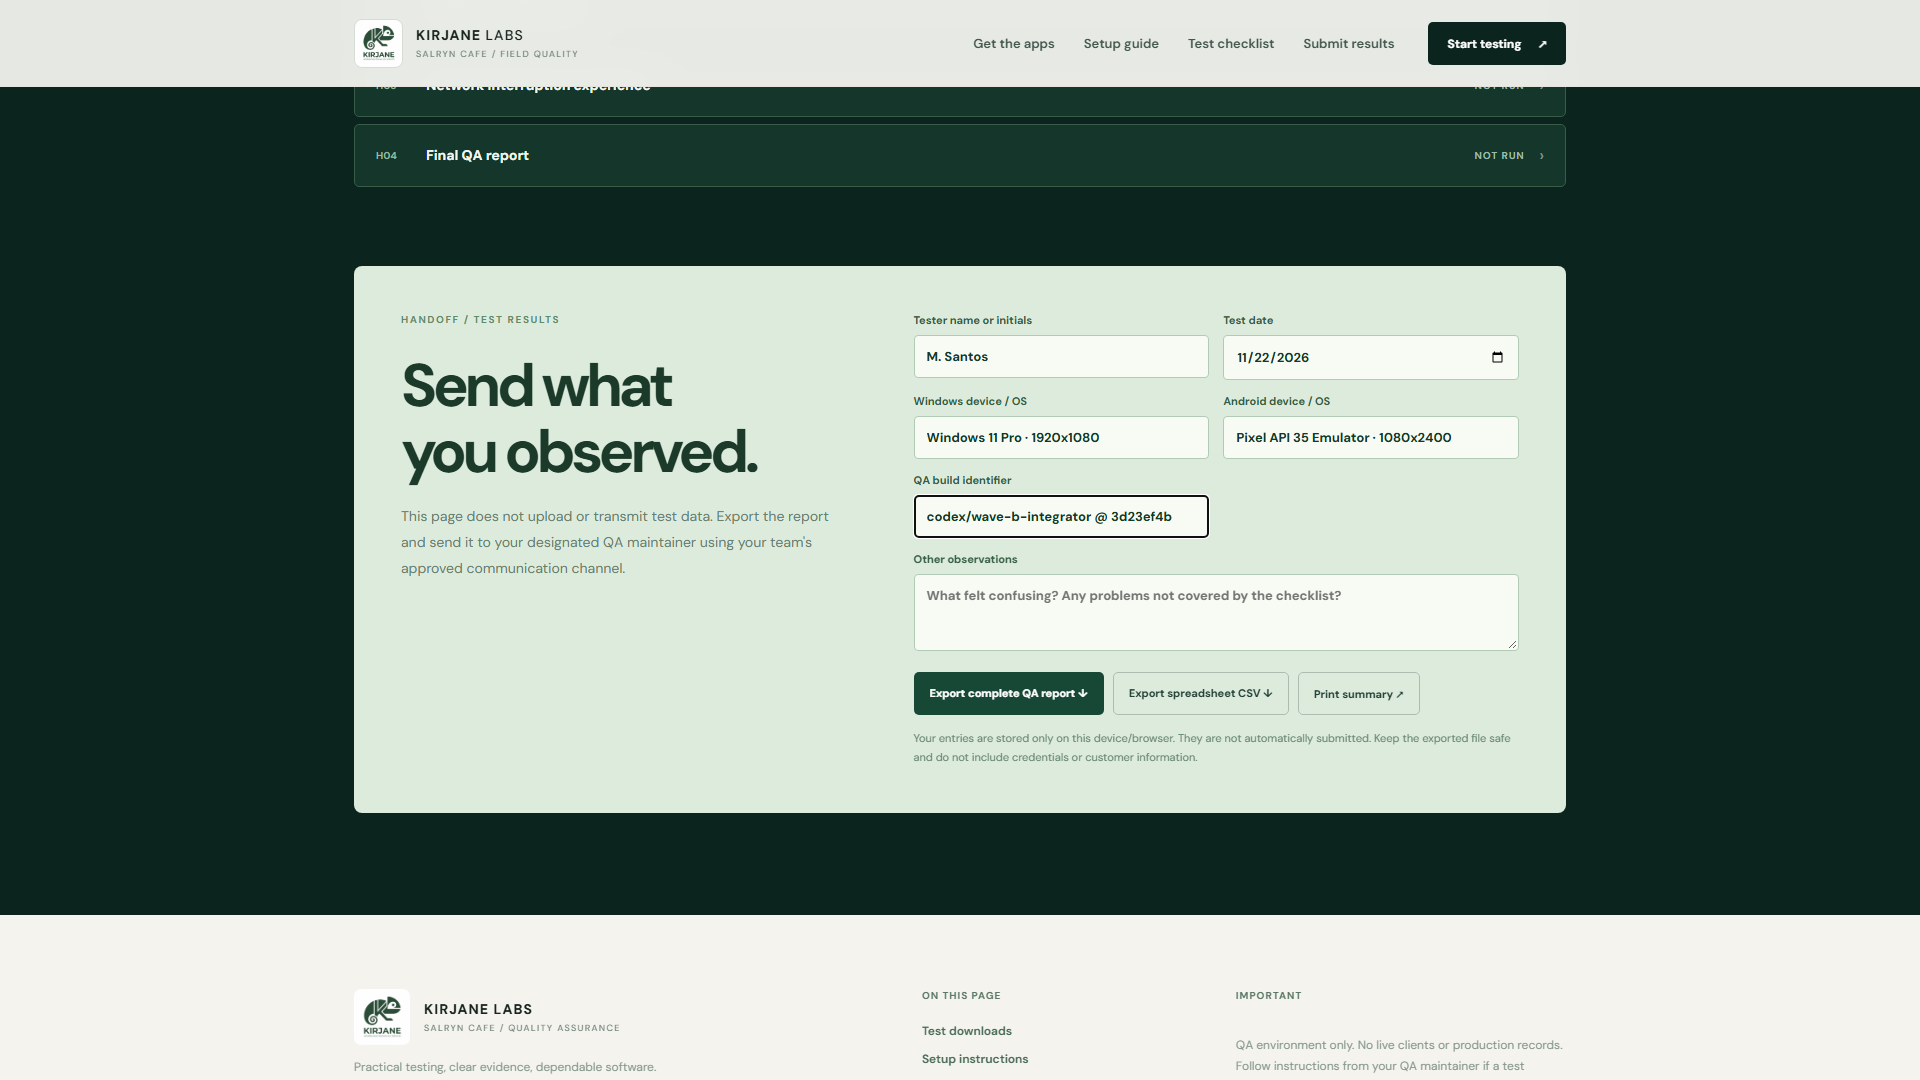 KIRJANE
KIRJANE LABS
SALRYN CAFE / FIELD QUALITY
Get the apps
Setup guide
Test checklist
Submit results
Start testing ↗
Network interruption experience
NOT RUN ›
H04
Final QA report
NOT RUN ›
HANDOFF / TEST RESULTS
Send what
you observed.
This page does not upload or transmit test data. Export the report
and send it to your designated QA maintainer using your team's
approved communication channel.
Tester name or initials
M. Santos
Test date
11/22/2026
Windows device / OS
Windows 11 Pro · 1920x1080
Android device / OS
Pixel API 35 Emulator · 1080x2400
QA build identifier
codex/wave-b-integrator @ 3d23ef4b
Other observations
What felt confusing? Any problems not covered by the checklist?
Export complete QA report ↓
Export spreadsheet CSV ↓
Print summary ↗
Your entries are stored only on this device/browser. They are not automatically submitted. Keep the exported file safe
and do not include credentials or customer information.
KIRJANE
KIRJANE LABS
SALRYN CAFE / QUALITY ASSURANCE
Practical testing, clear evidence, dependable software.
ON THIS PAGE
Test downloads
Setup instructions
IMPORTANT
QA environment only. No live clients or production records.
Follow instructions from your QA maintainer if a test